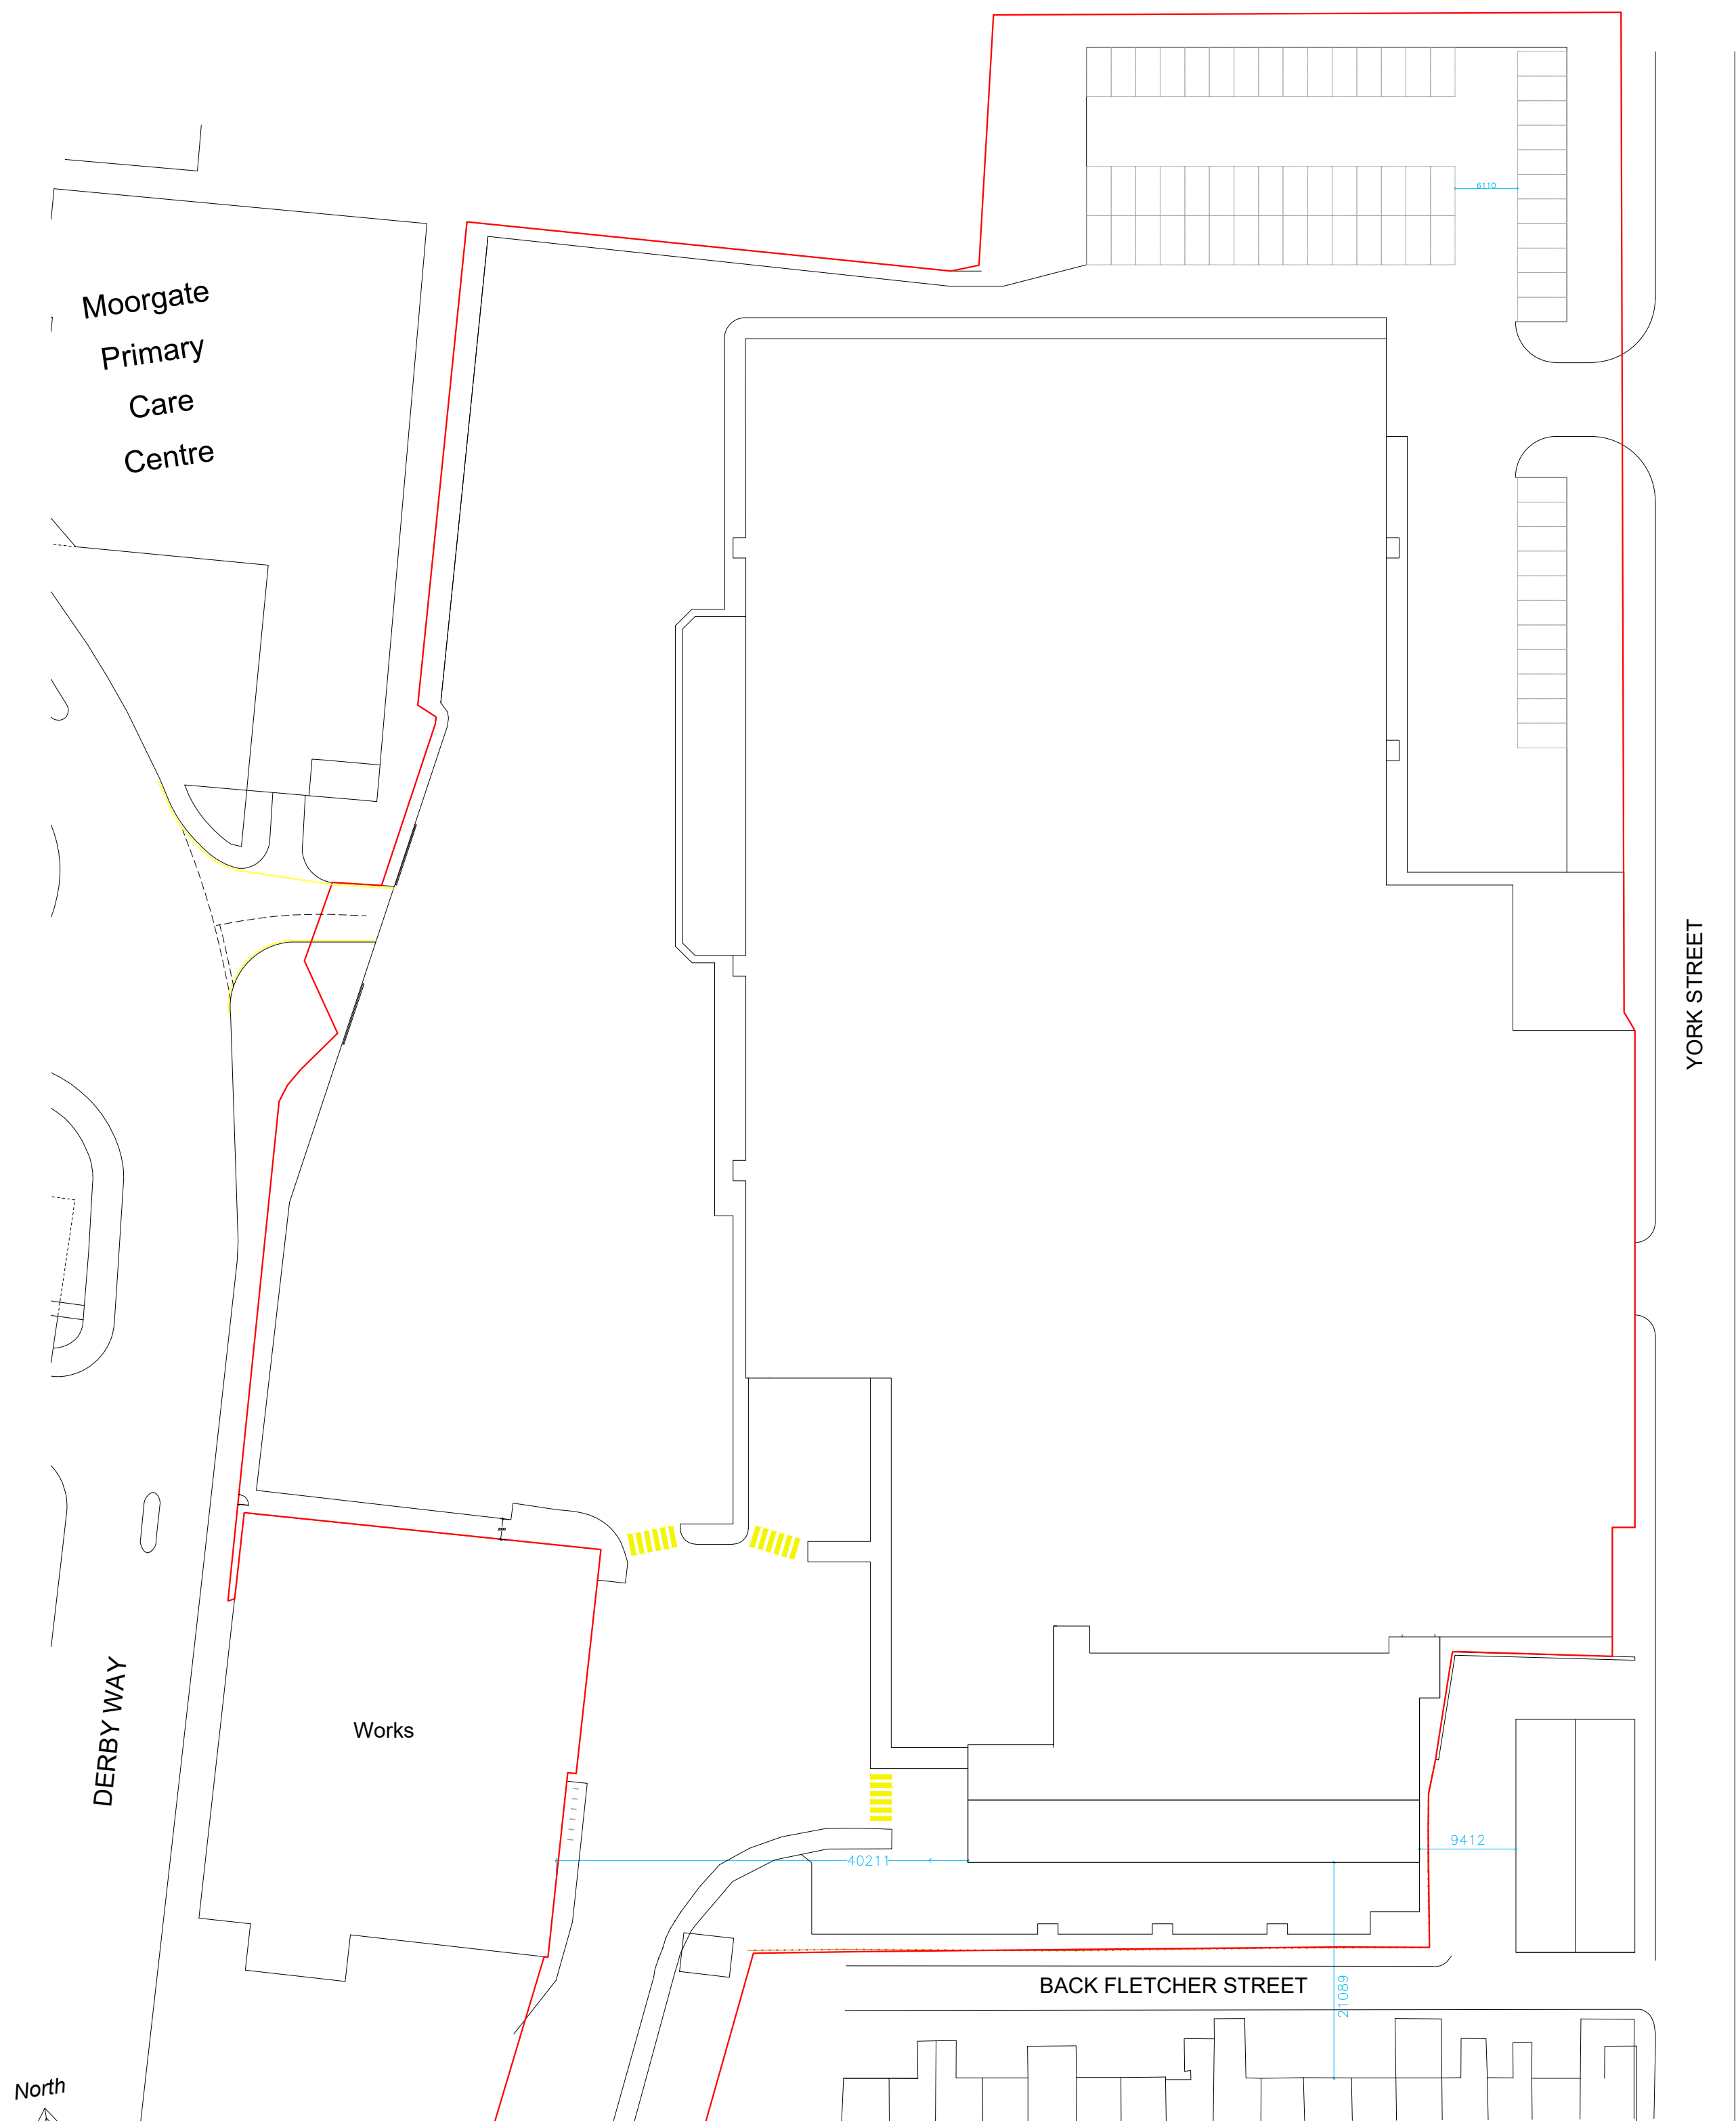 6110
Moorgate
Primary
Care
Centre
YORK STREET
DERBY WAY
Works
9412
40211
BACK FLETCHER STREET
21089
North